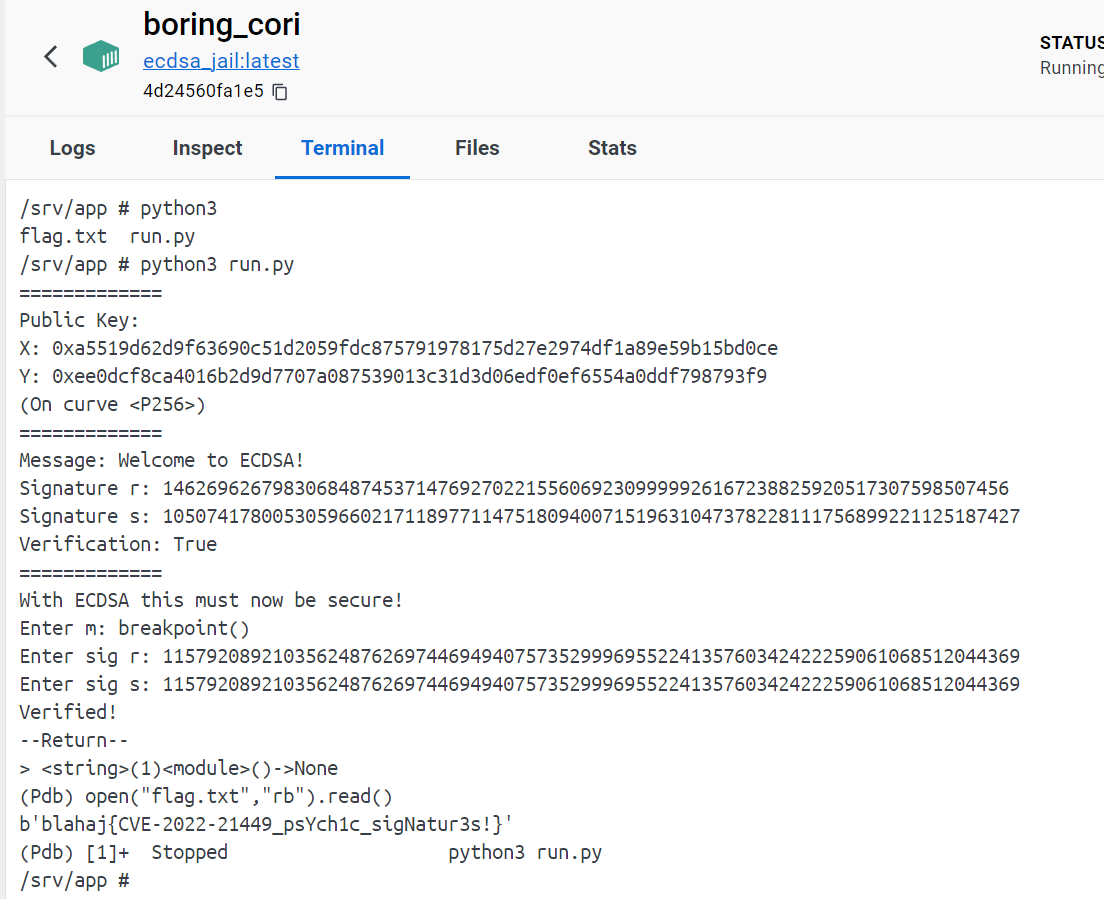 boring_cori
ecdsa_jail:latest
4d24560fa1e5
STATUS
Running
Logs Inspect Terminal Files Stats
/srv/app # python3
flag.txt  run.py
/srv/app # python3 run.py
=============
Public Key:
X: 0xa5519d62d9f63690c51d2059fdc875791978175d27e2974df1a89e59b15bd0ce
Y: 0xee0dcf8ca4016b2d9d7707a087539013c31d3d06edf0ef6554a0ddf798793f9
(On curve <P256>)
=============
Message: Welcome to ECDSA!
Signature r: 14626962679830684874537147692702215560692309999926167238825920517307598507456
Signature s: 105074178005305966021711897711475180940071519631047378228111756899221125187427
Verification: True
=============
With ECDSA this must now be secure!
Enter m: breakpoint()
Enter sig r: 115792089210356248762697446949407573529996955224135760342422259061068512044369
Enter sig s: 115792089210356248762697446949407573529996955224135760342422259061068512044369
Verified!
--Return--
> <string>(1)<module>()->None
(Pdb) open("flag.txt","rb").read()
b'blahaj{CVE-2022-21449_psYch1c_sigNatur3s!}'
(Pdb) [1]+  Stopped                    python3 run.py
/srv/app #